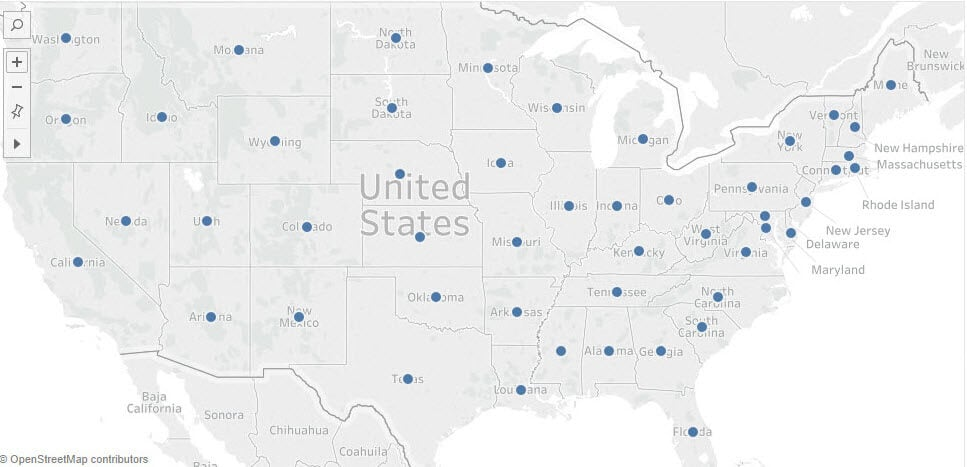 Washington
Montana
North
Dakota
Minnesota
New
Brunswick
Maine
Oregon
Idaho
South
Dakota
Wisconsin
Vermont
Wyoming
Michigan
New
York
New Hampshire
Massachusetts
Iowa
Connecticut
United
States
Pennsylvania
Rhode Island
Illinois
Indiana
Ohio
Nevada
Utah
Colorado
Missouri
West
Virginia
New Jersey
Delaware
Kentucky
Virginia
California
Maryland
Oklahoma
Tennessee
North
Carolina
Arizona
New
Mexico
Arkansas
South
Carolina
Alabama
Georgia
Texas
Louisiana
Baja
California
Sonora
Chihuahua
Florida
Coahuila
Baja
© OpenStreetMap contributors